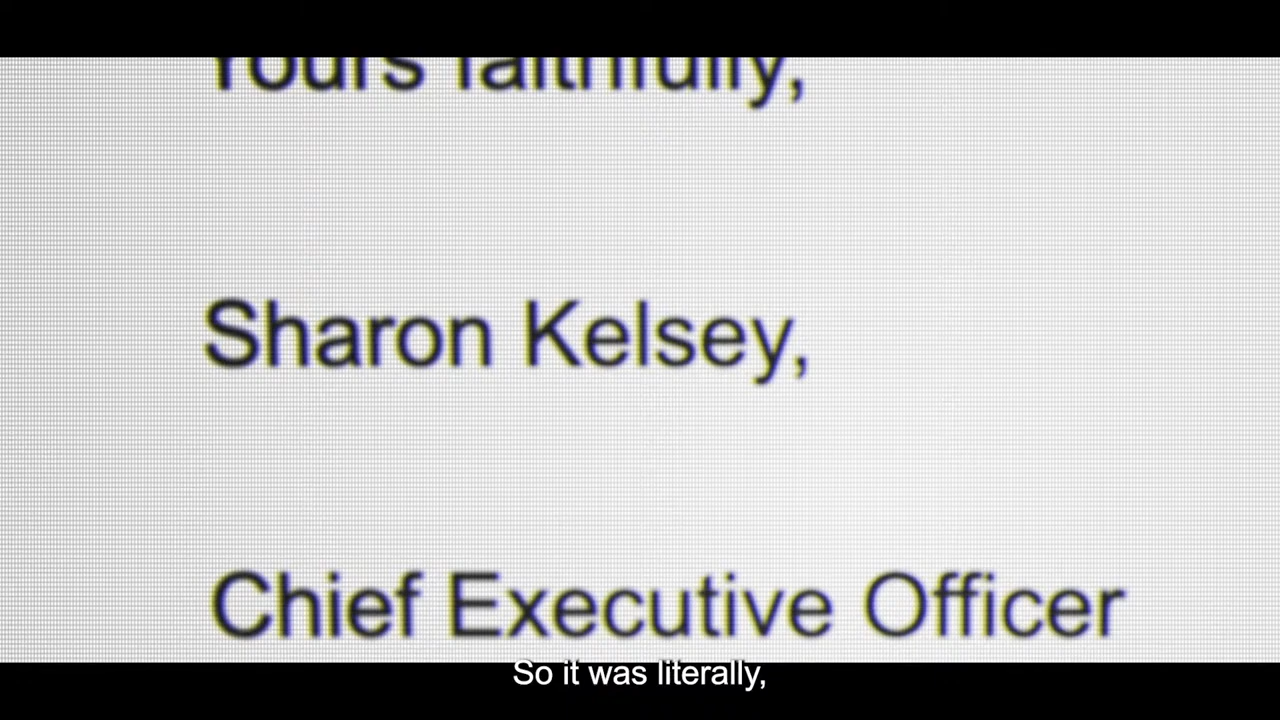 Yours faithfully,
Sharon Kelsey,
Chief Executive Officer
So it was literally,